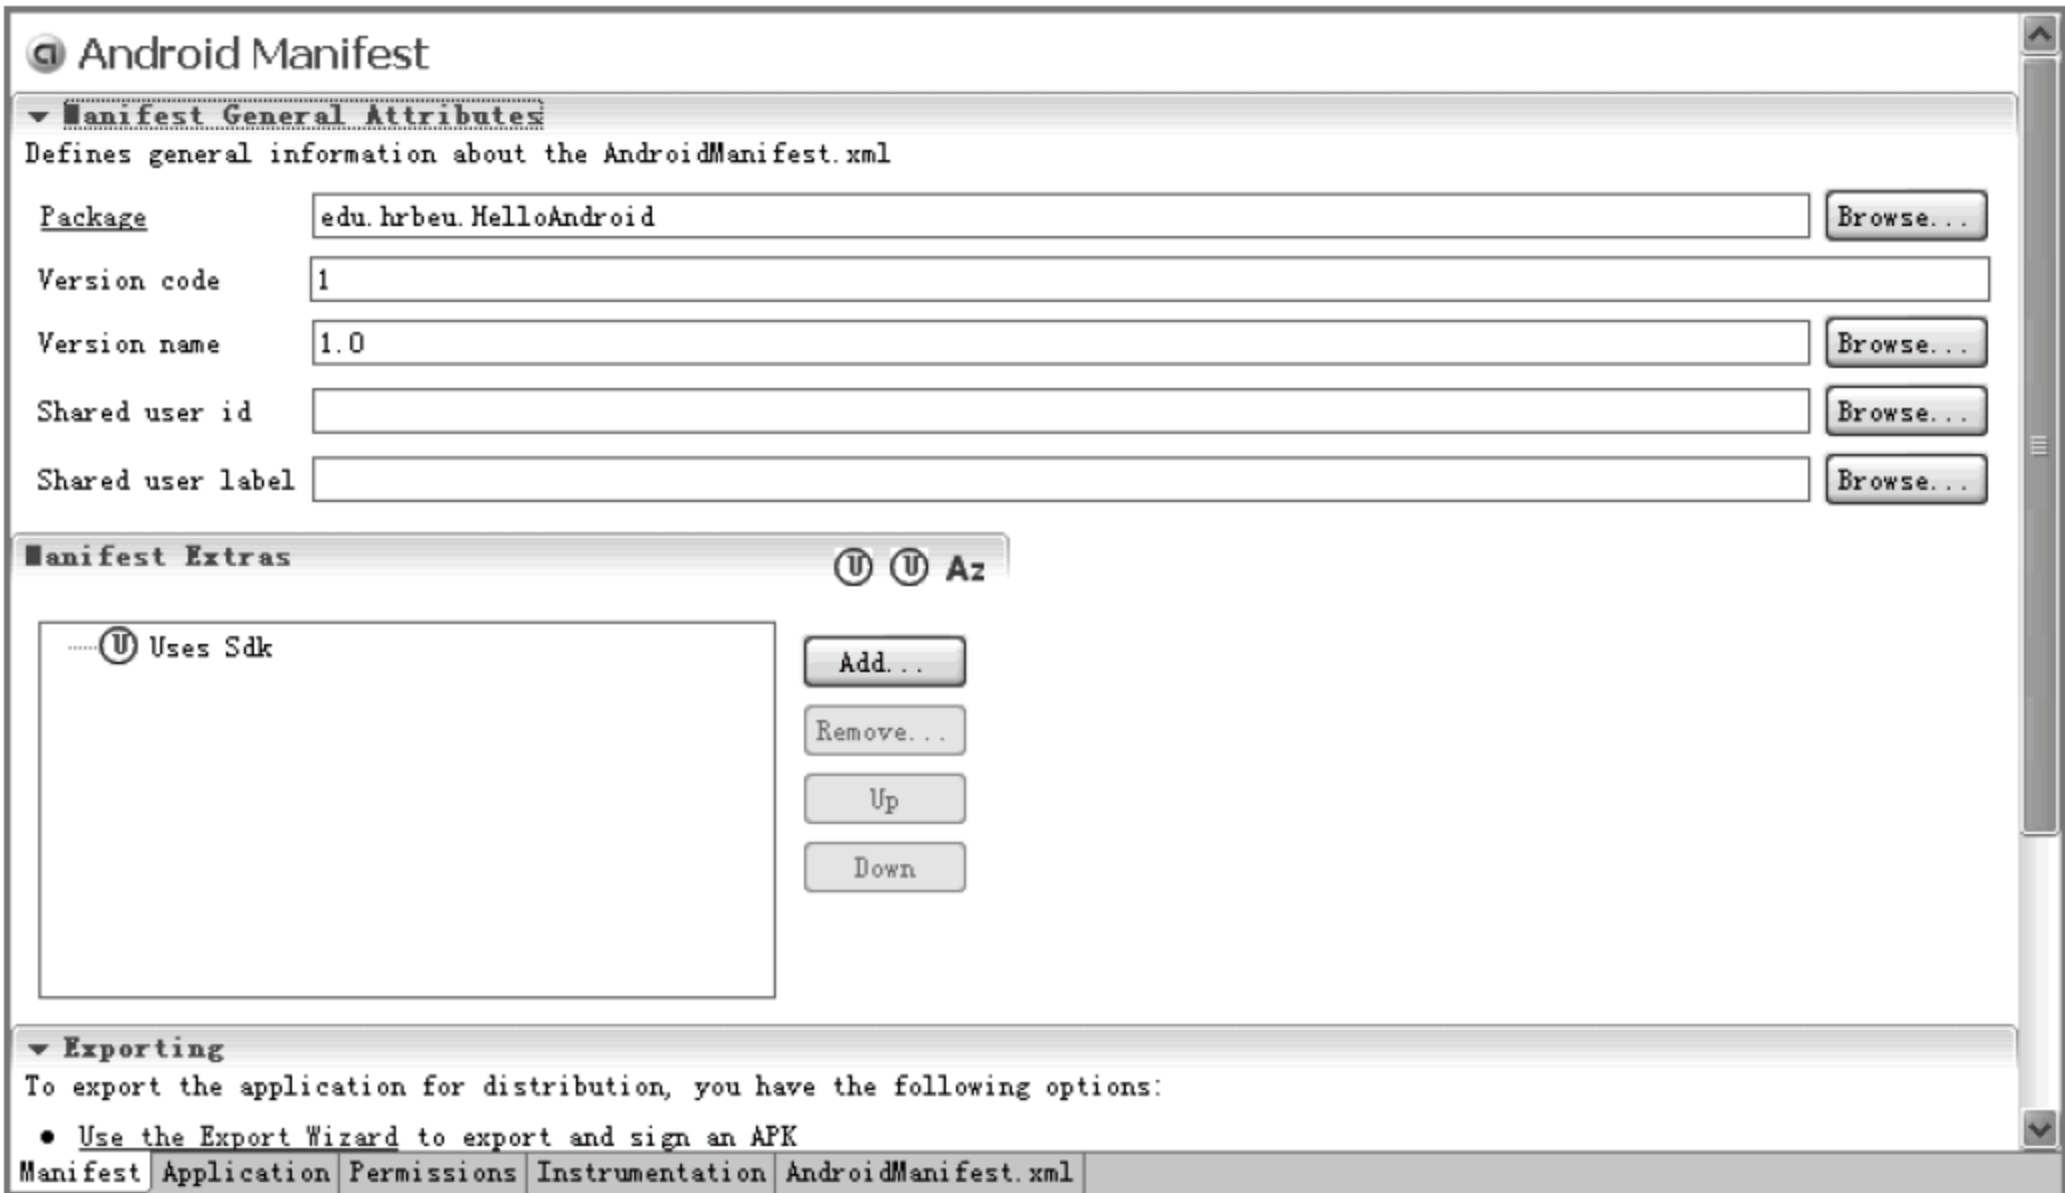 Android Manifest
Manifest General Attributes
Defines general information about the AndroidManifest.xml
Package edu.hrbeu.HelloAndroid Browse...
Version code 1
Version name 1.0 Browse...
Shared user id Browse...
Shared user label Browse...
Manifest Extras U U Az
U Uses Sdk
Add...
Remove...
Up
Down
Exporting
To export the application for distribution, you have the following options:
• Use the Export Wizard to export and sign an APK
Manifest Application Permissions Instrumentation AndroidManifest.xml